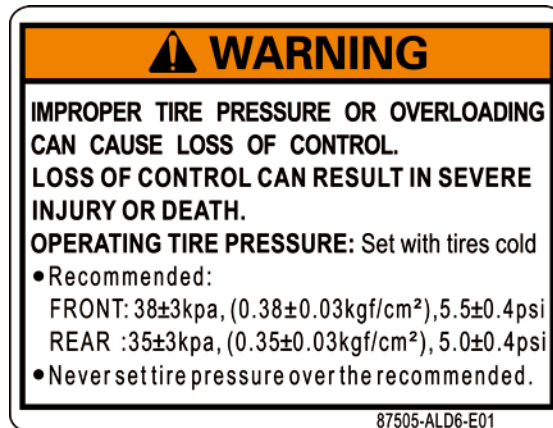 WARNING
IMPROPER TIRE PRESSURE OR OVERLOADING
CAN CAUSE LOSS OF CONTROL.
LOSS OF CONTROL CAN RESULT IN SEVERE
INJURY OR DEATH.
OPERATING TIRE PRESSURE: Set with tires cold
•Recommended:
FRONT: 38±3kpa, (0.38±0.03kgf/cm²), 5.5±0.4psi
REAR :35±3kpa, (0.35±0.03kgf/cm²), 5.0±0.4psi
•Never set tire pressure over the recommended.
87505-ALD6-E01